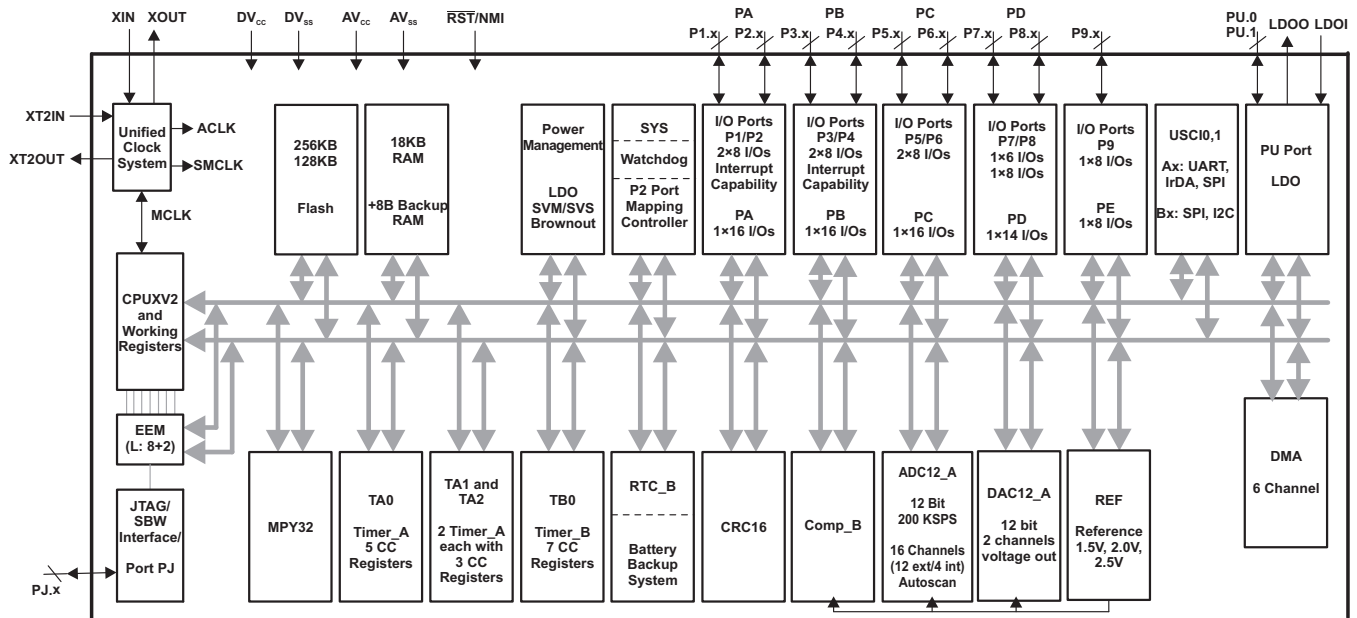 XIN
XOUT
DVCC
DVSS
AVCC
AVSS
RST/NMI
PA
P1.x
P2.x
PB
P3.x
P4.x
PC
P5.x
P6.x
PD
P7.x
P8.x
P9.x
PU.0
PU.1
LDOO
LDOI
XT2IN
XT2OUT
Unified
Clock
System
ACLK
SMCLK
MCLK
256KB
128KB
Flash
18KB
RAM
+8B Backup
RAM
Power
Management
LDO
SVM/SVS
Brownout
SYS
Watchdog
P2 Port
Mapping
Controller
I/O Ports
P1/P2
2×8 I/Os
Interrupt
Capability
PA
1×16 I/Os
I/O Ports
P3/P4
2×8 I/Os
Interrupt
Capability
PB
1×16 I/Os
I/O Ports
P5/P6
2×8 I/Os
PC
1×16 I/Os
I/O Ports
P7/P8
1×6 I/Os
1×8 I/Os
PD
1×14 I/Os
I/O Ports
P9
1×8 I/Os
PE
1×8 I/Os
USCI0,1
Ax: UART,
IrDA, SPI
Bx: SPI, I2C
PU Port
LDO
CPUXV2
and
Working
Registers
EEM
(L: 8+2)
JTAG/
SBW
Interface/
Port PJ
PJ.x
MPY32
TA0
Timer_A
5 CC
Registers
TA1 and
TA2
2 Timer_A
each with
3 CC
Registers
TB0
Timer_B
7 CC
Registers
RTC_B
Battery
Backup
System
CRC16
Comp_B
ADC12_A
12 Bit
200 KSPS
16 Channels
(12 ext/4 int)
Autoscan
DAC12_A
12 bit
2 channels
voltage out
REF
Reference
1.5V, 2.0V,
2.5V
DMA
6 Channel